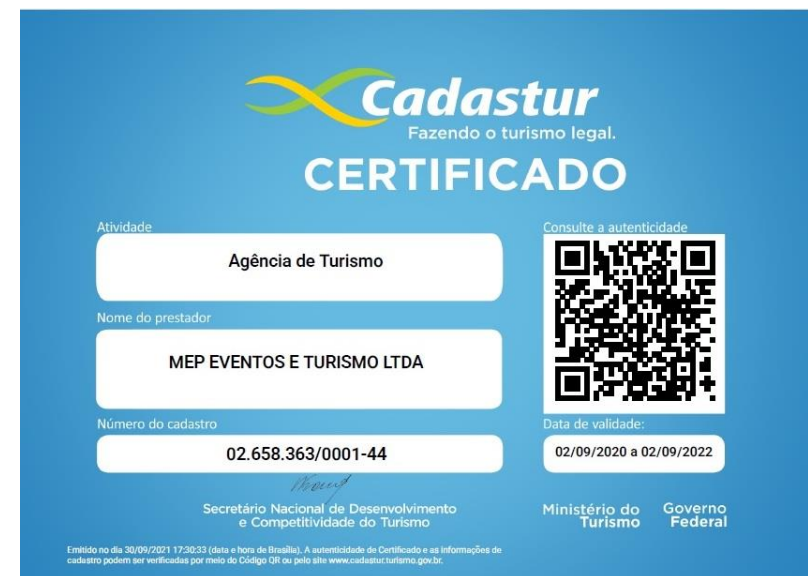 Cadastur
Fazendo o turismo legal.
CERTIFICADO
Atividade
Agência de Turismo
Nome do prestador
MEP EVENTOS E TURISMO LTDA
Número do cadastro
02.658.363/0001-44
Consulte a autenticidade
Data de validade:
02/09/2020 a 02/09/2022
Secretário Nacional de Desenvolvimento
e Competitividade do Turismo
Ministério do
Turismo
Governo
Federal
Emitido no dia 30/09/2021 17:30:33 (data e hora de Brasília). A autenticidade de Certificado e as informações de
cadastro podem ser verificadas por meio do Código QR ou pelo site www.cadastur.turismo.gov.br.